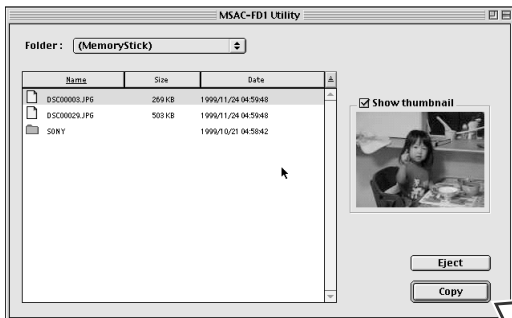 MSAC-FD1 Utility
Folder : (MemoryStick)
Name Size Date
DSC00003.JPG 269 KB 1999/11/24 04:59:48
DSC00029.JPG 503 KB 1999/11/24 04:59:48
SONY 1999/10/21 04:58:42
Show thumbnail
Eject
Copy